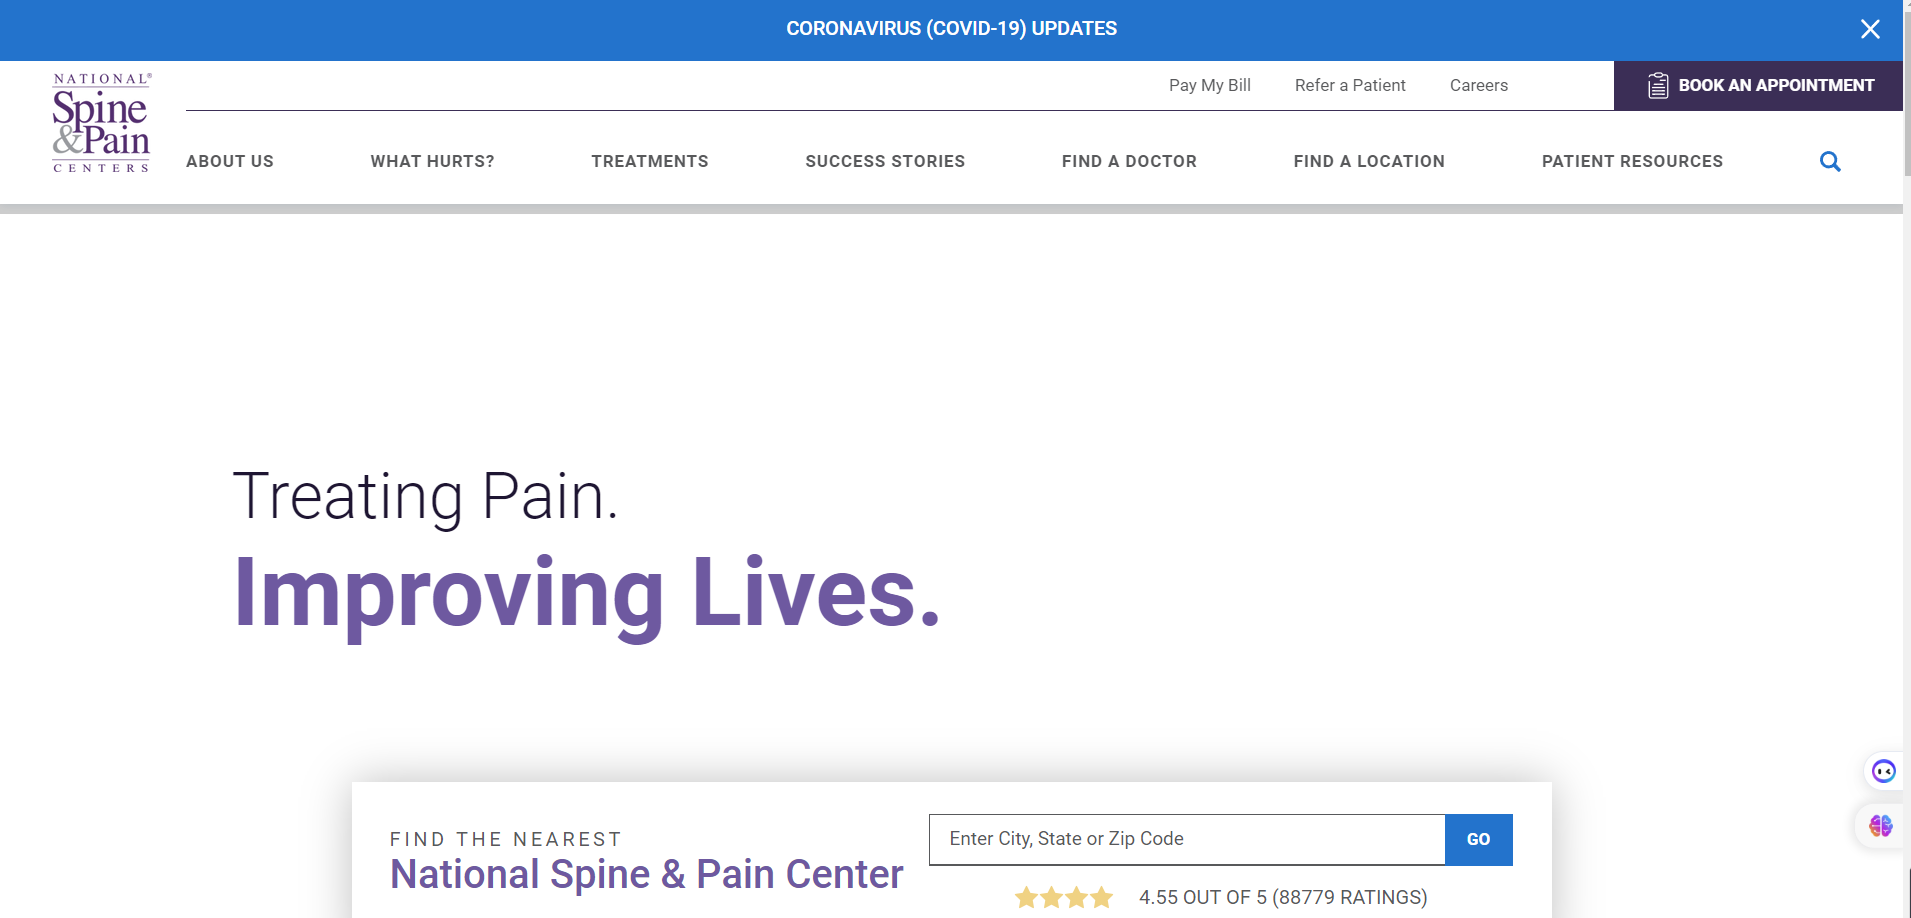 CORONAVIRUS (COVID-19) UPDATES
NATIONAL®
Spine
&Pain
CENTERS
Pay My Bill
Refer a Patient
Careers
BOOK AN APPOINTMENT
ABOUT US
WHAT HURTS?
TREATMENTS
SUCCESS STORIES
FIND A DOCTOR
FIND A LOCATION
PATIENT RESOURCES
Treating Pain.
Improving Lives.
FIND THE NEAREST
National Spine & Pain Center
Enter City, State or Zip Code
GO
4.55 OUT OF 5 (88779 RATINGS)